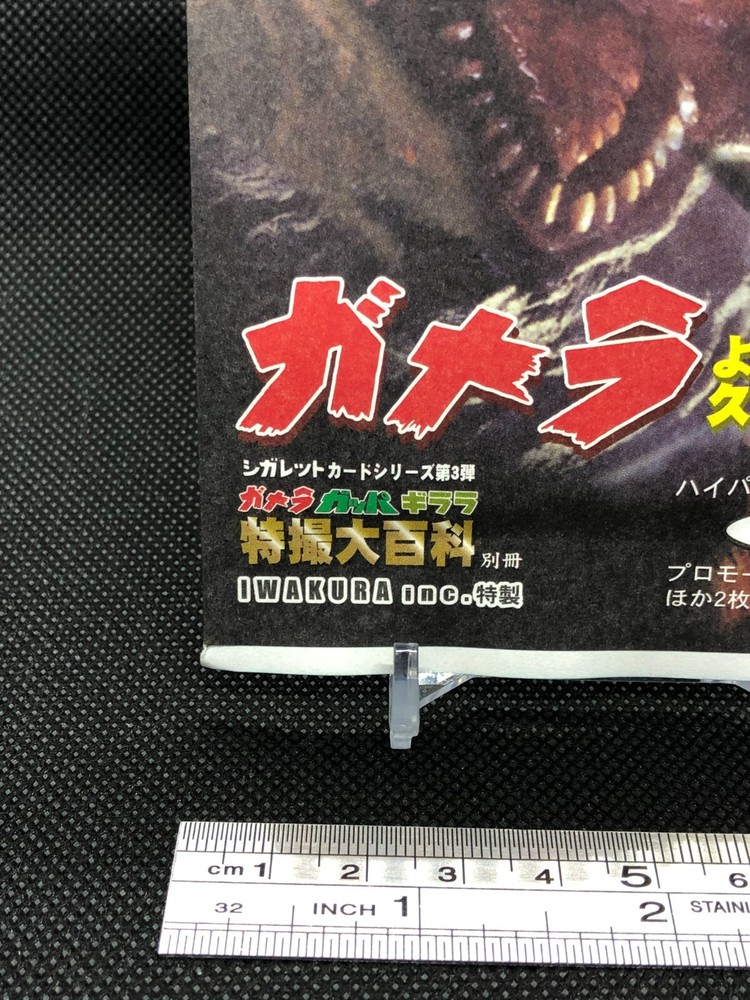 ガメラ
よ
久
シガレットカードシリーズ第3弾
ガメラ ガッパ ギララ
特撮大百科 別冊
IWAKURA inc.特製
ハイパ
プロモー
ほか2枚
cm 1 2 3 4 5 6
32 INCH 1 2 STAIN